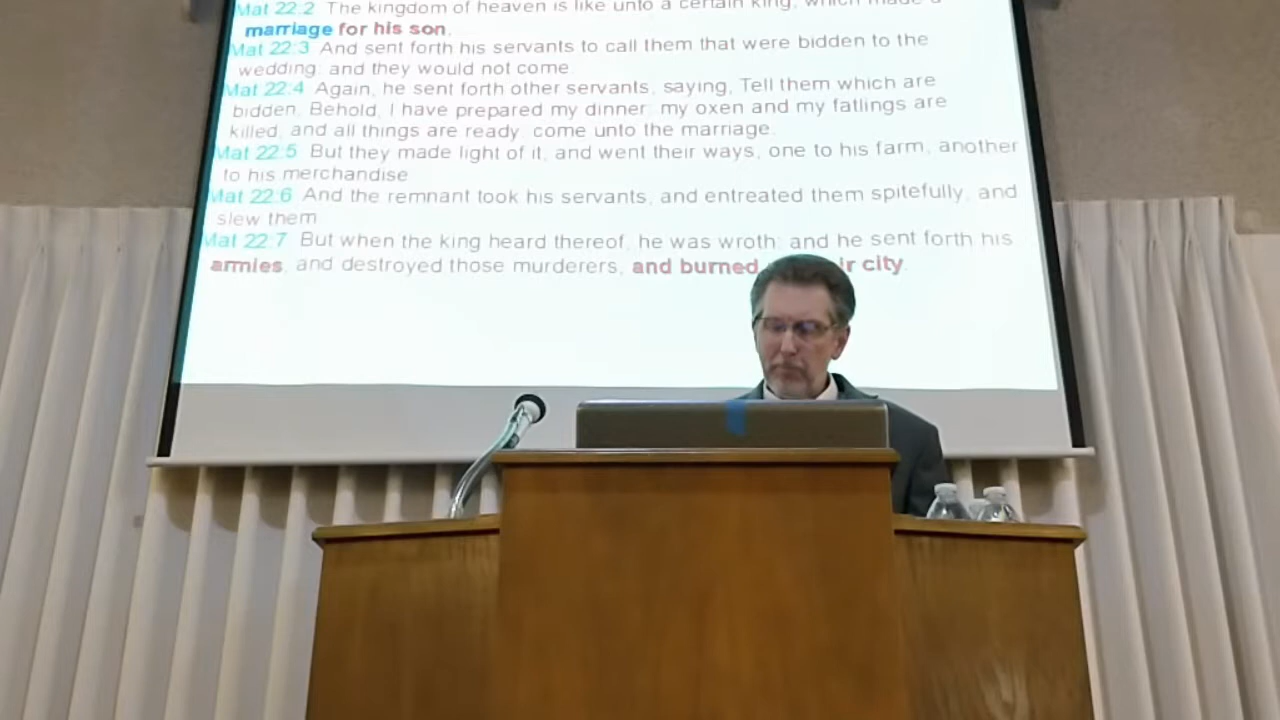 Mat 22:2 The kingdom of heaven is like unto a certain king, which made a
marriage for his son.
Mat 22:3 And sent forth his servants to call them that were bidden to the
wedding: and they would not come.
Mat 22:4 Again, he sent forth other servants, saying, Tell them which are
bidden, Behold, I have prepared my dinner: my oxen and my fatlings are
killed, and all things are ready: come unto the marriage.
Mat 22:5 But they made light of it, and went their ways, one to his farm, another
to his merchandise
Mat 22:6 And the remnant took his servants, and entreated them spitefully, and
slew them
Mat 22:7 But when the king heard thereof, he was wroth: and he sent forth his
armies, and destroyed those murderers, and burned city.